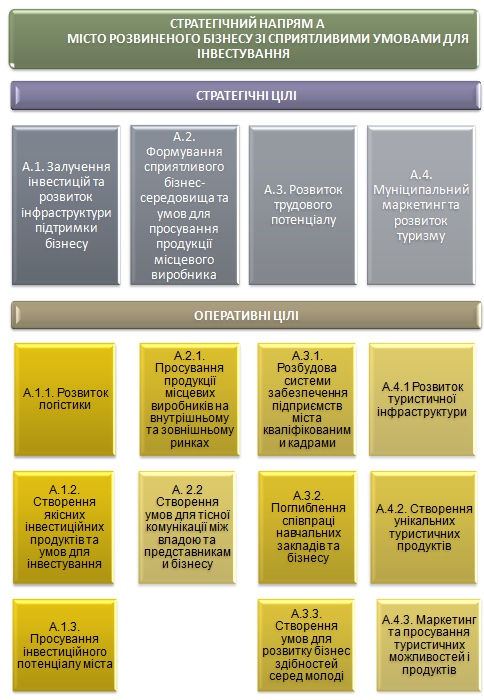 СТРАТЕГІЧНИЙ НАПРЯМ А
МІСТО РОЗВИНЕНОГО БІЗНЕСУ ЗІ СПРИЯТЛИВИМИ УМОВАМИ ДЛЯ
ІНВЕСТУВАННЯ
СТРАТЕГІЧНІ ЦІЛІ
А.1. Залучення
інвестицій та
розвиток
інфраструктури
підтримки
бізнесу
А.2.
Формування
сприятливого
бізнес-
середовища та
умов для
просування
продукції
місцевого
виробника
А.3. Розвиток
трудового
потенціалу
А.4.
Муніципальний
маркетинг та
розвиток
туризму
ОПЕРАТИВНІ ЦІЛІ
А.1.1. Розвиток
логістики
А.2.1.
Просування
продукції
місцевих
виробників на
внутрішньому
та зовнішньому
ринках
А.3.1.
Розбудова
системи
забезпечення
підприємств
міста
кваліфікованим
и кадрами
А.4.1 Розвиток
туристичної
інфраструктури
А.1.2.
Створення
якісних
інвестиційних
продуктів та
умов для
інвестування
А. 2.2
Створення
умов для тісної
комунікації між
владою та
представникам
и бізнесу
А.3.2.
Поглиблення
співпраці
навчальних
закладів та
бізнесу
А.4.2. Створення
унікальних
туристичних
продуктів
А.1.3.
Просування
інвестиційного
потенціалу міста
А.3.3.
Створення
умов для
розвитку бізнес
здібностей
серед молоді
А.4.3. Маркетинг
та просування
туристичних
можливостей і
продуктів